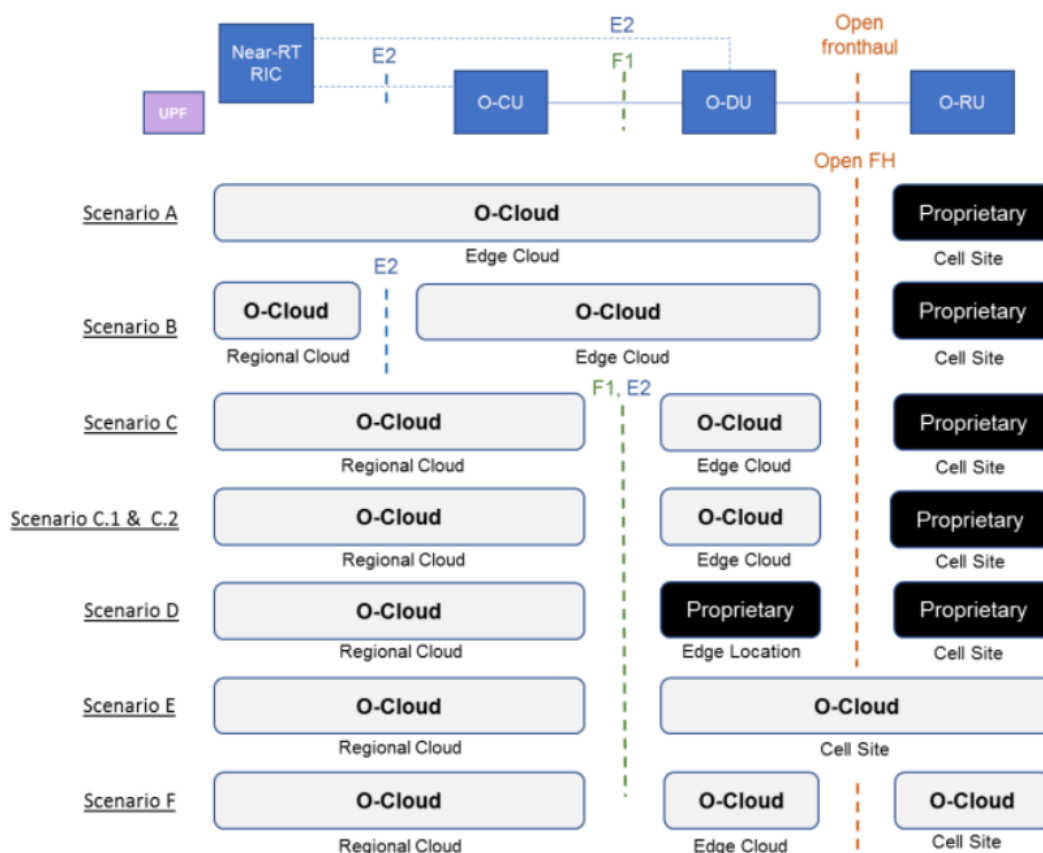 Open
fronthaul
E2
Near-RT
RIC
E2
F1
UPF
O-CU
O-DU
O-RU
Open FH
Scenario A
O-Cloud
Proprietary
Edge Cloud
Cell Site
E2
Scenario B
O-Cloud
O-Cloud
Proprietary
Regional Cloud
Edge Cloud
Cell Site
F1, E2
Scenario C
O-Cloud
O-Cloud
Proprietary
Regional Cloud
Edge Cloud
Cell Site
Scenario C.1 & C.2
O-Cloud
O-Cloud
Proprietary
Regional Cloud
Edge Cloud
Cell Site
Scenario D
O-Cloud
Proprietary
Proprietary
Regional Cloud
Edge Location
Cell Site
Scenario E
O-Cloud
O-Cloud
Regional Cloud
Cell Site
Scenario F
O-Cloud
O-Cloud
O-Cloud
Regional Cloud
Edge Cloud
Cell Site